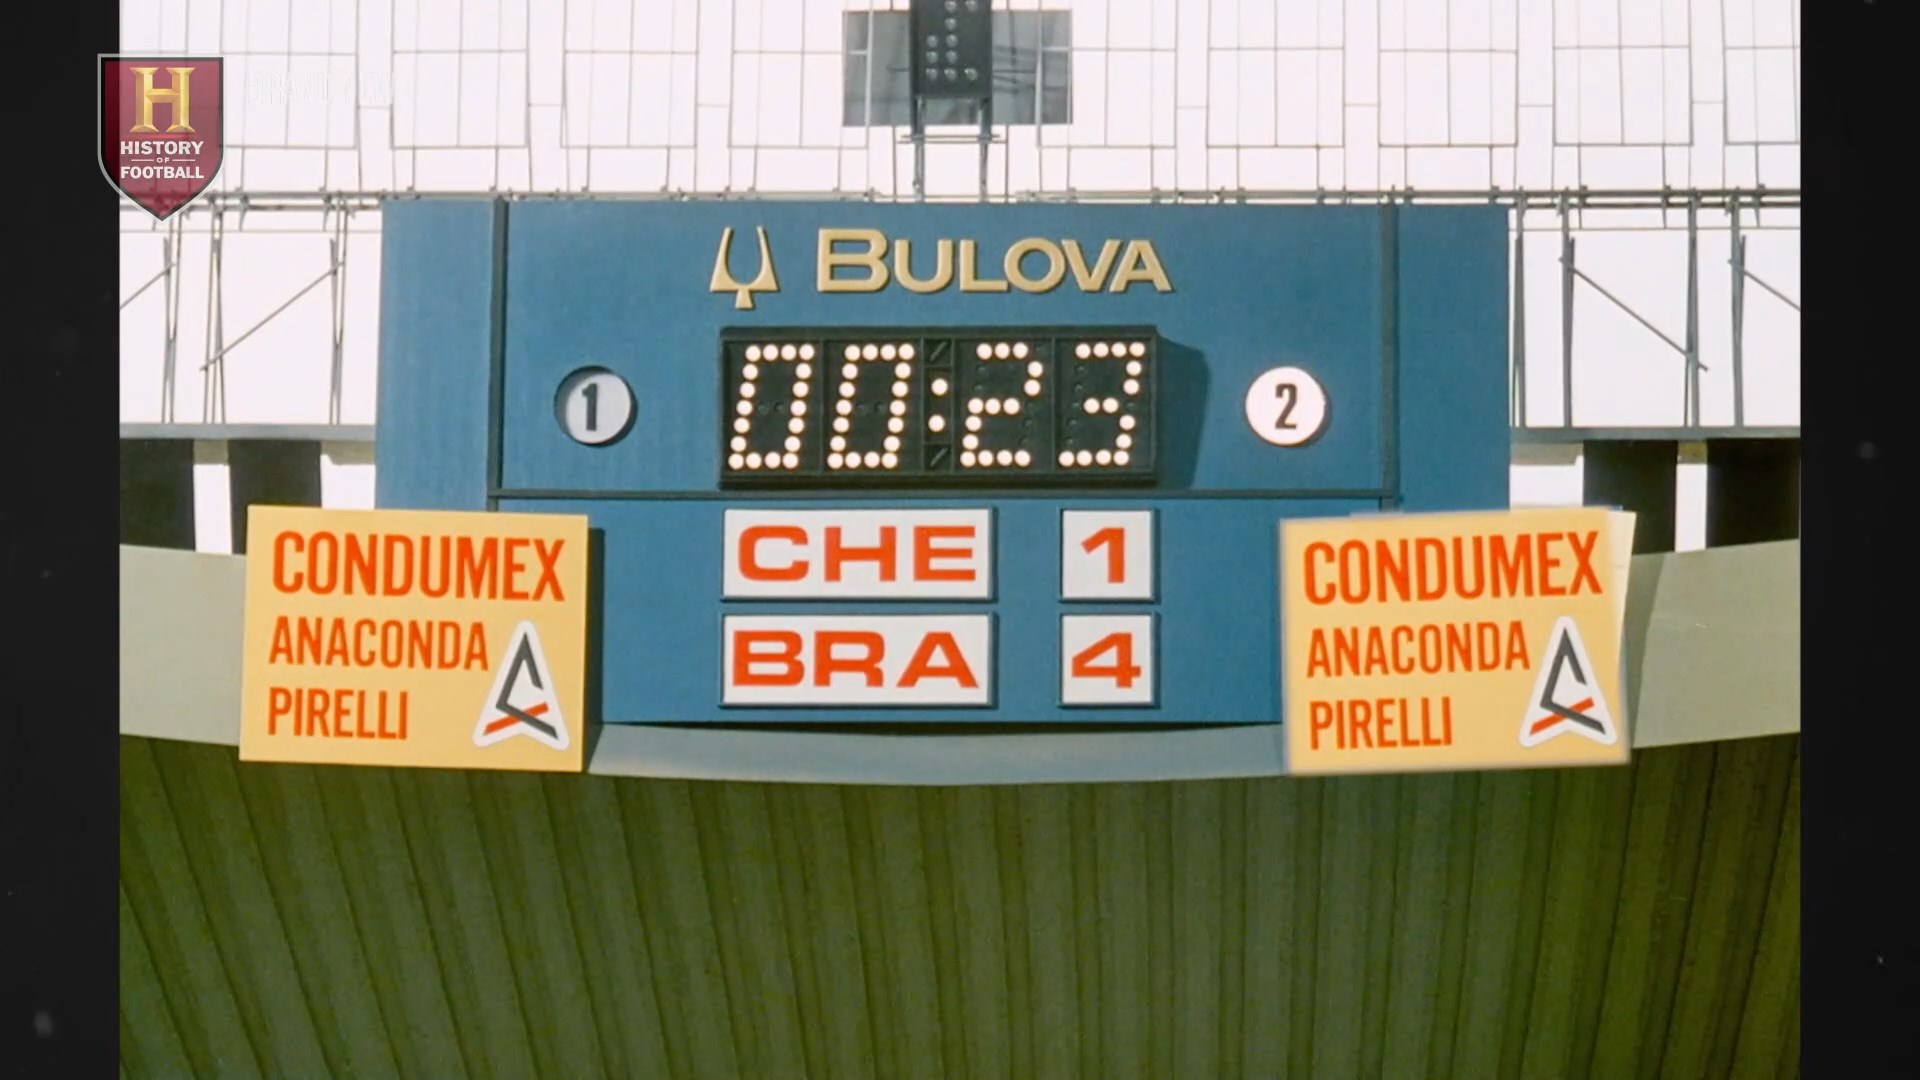 H
HISTORY
OF
FOOTBALL
BULOVA
1
00:23
2
CHE 1
BRA 4
CONDUMEX
ANACONDA
PIRELLI
CONDUMEX
ANACONDA
PIRELLI